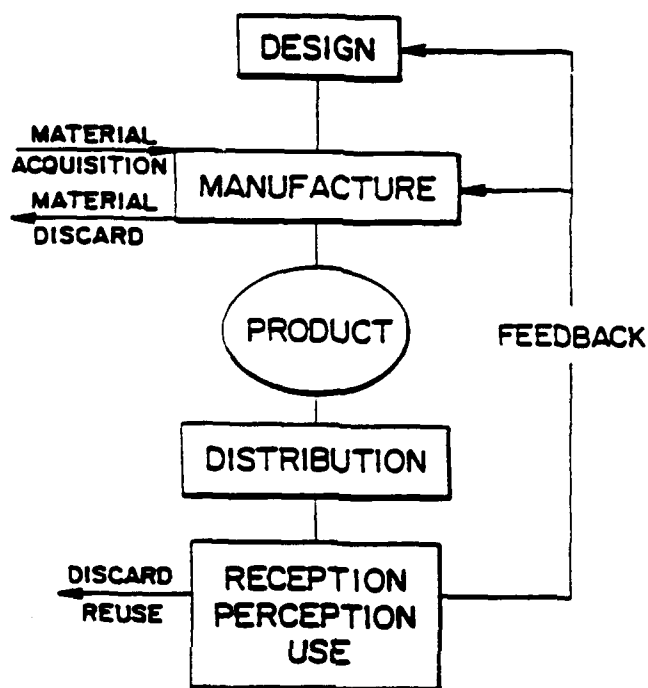 DESIGN
MATERIAL
ACQUISITION
MANUFACTURE
MATERIAL
DISCARD
PRODUCT
FEEDBACK
DISTRIBUTION
DISCARD
REUSE
RECEPTION
PERCEPTION
USE